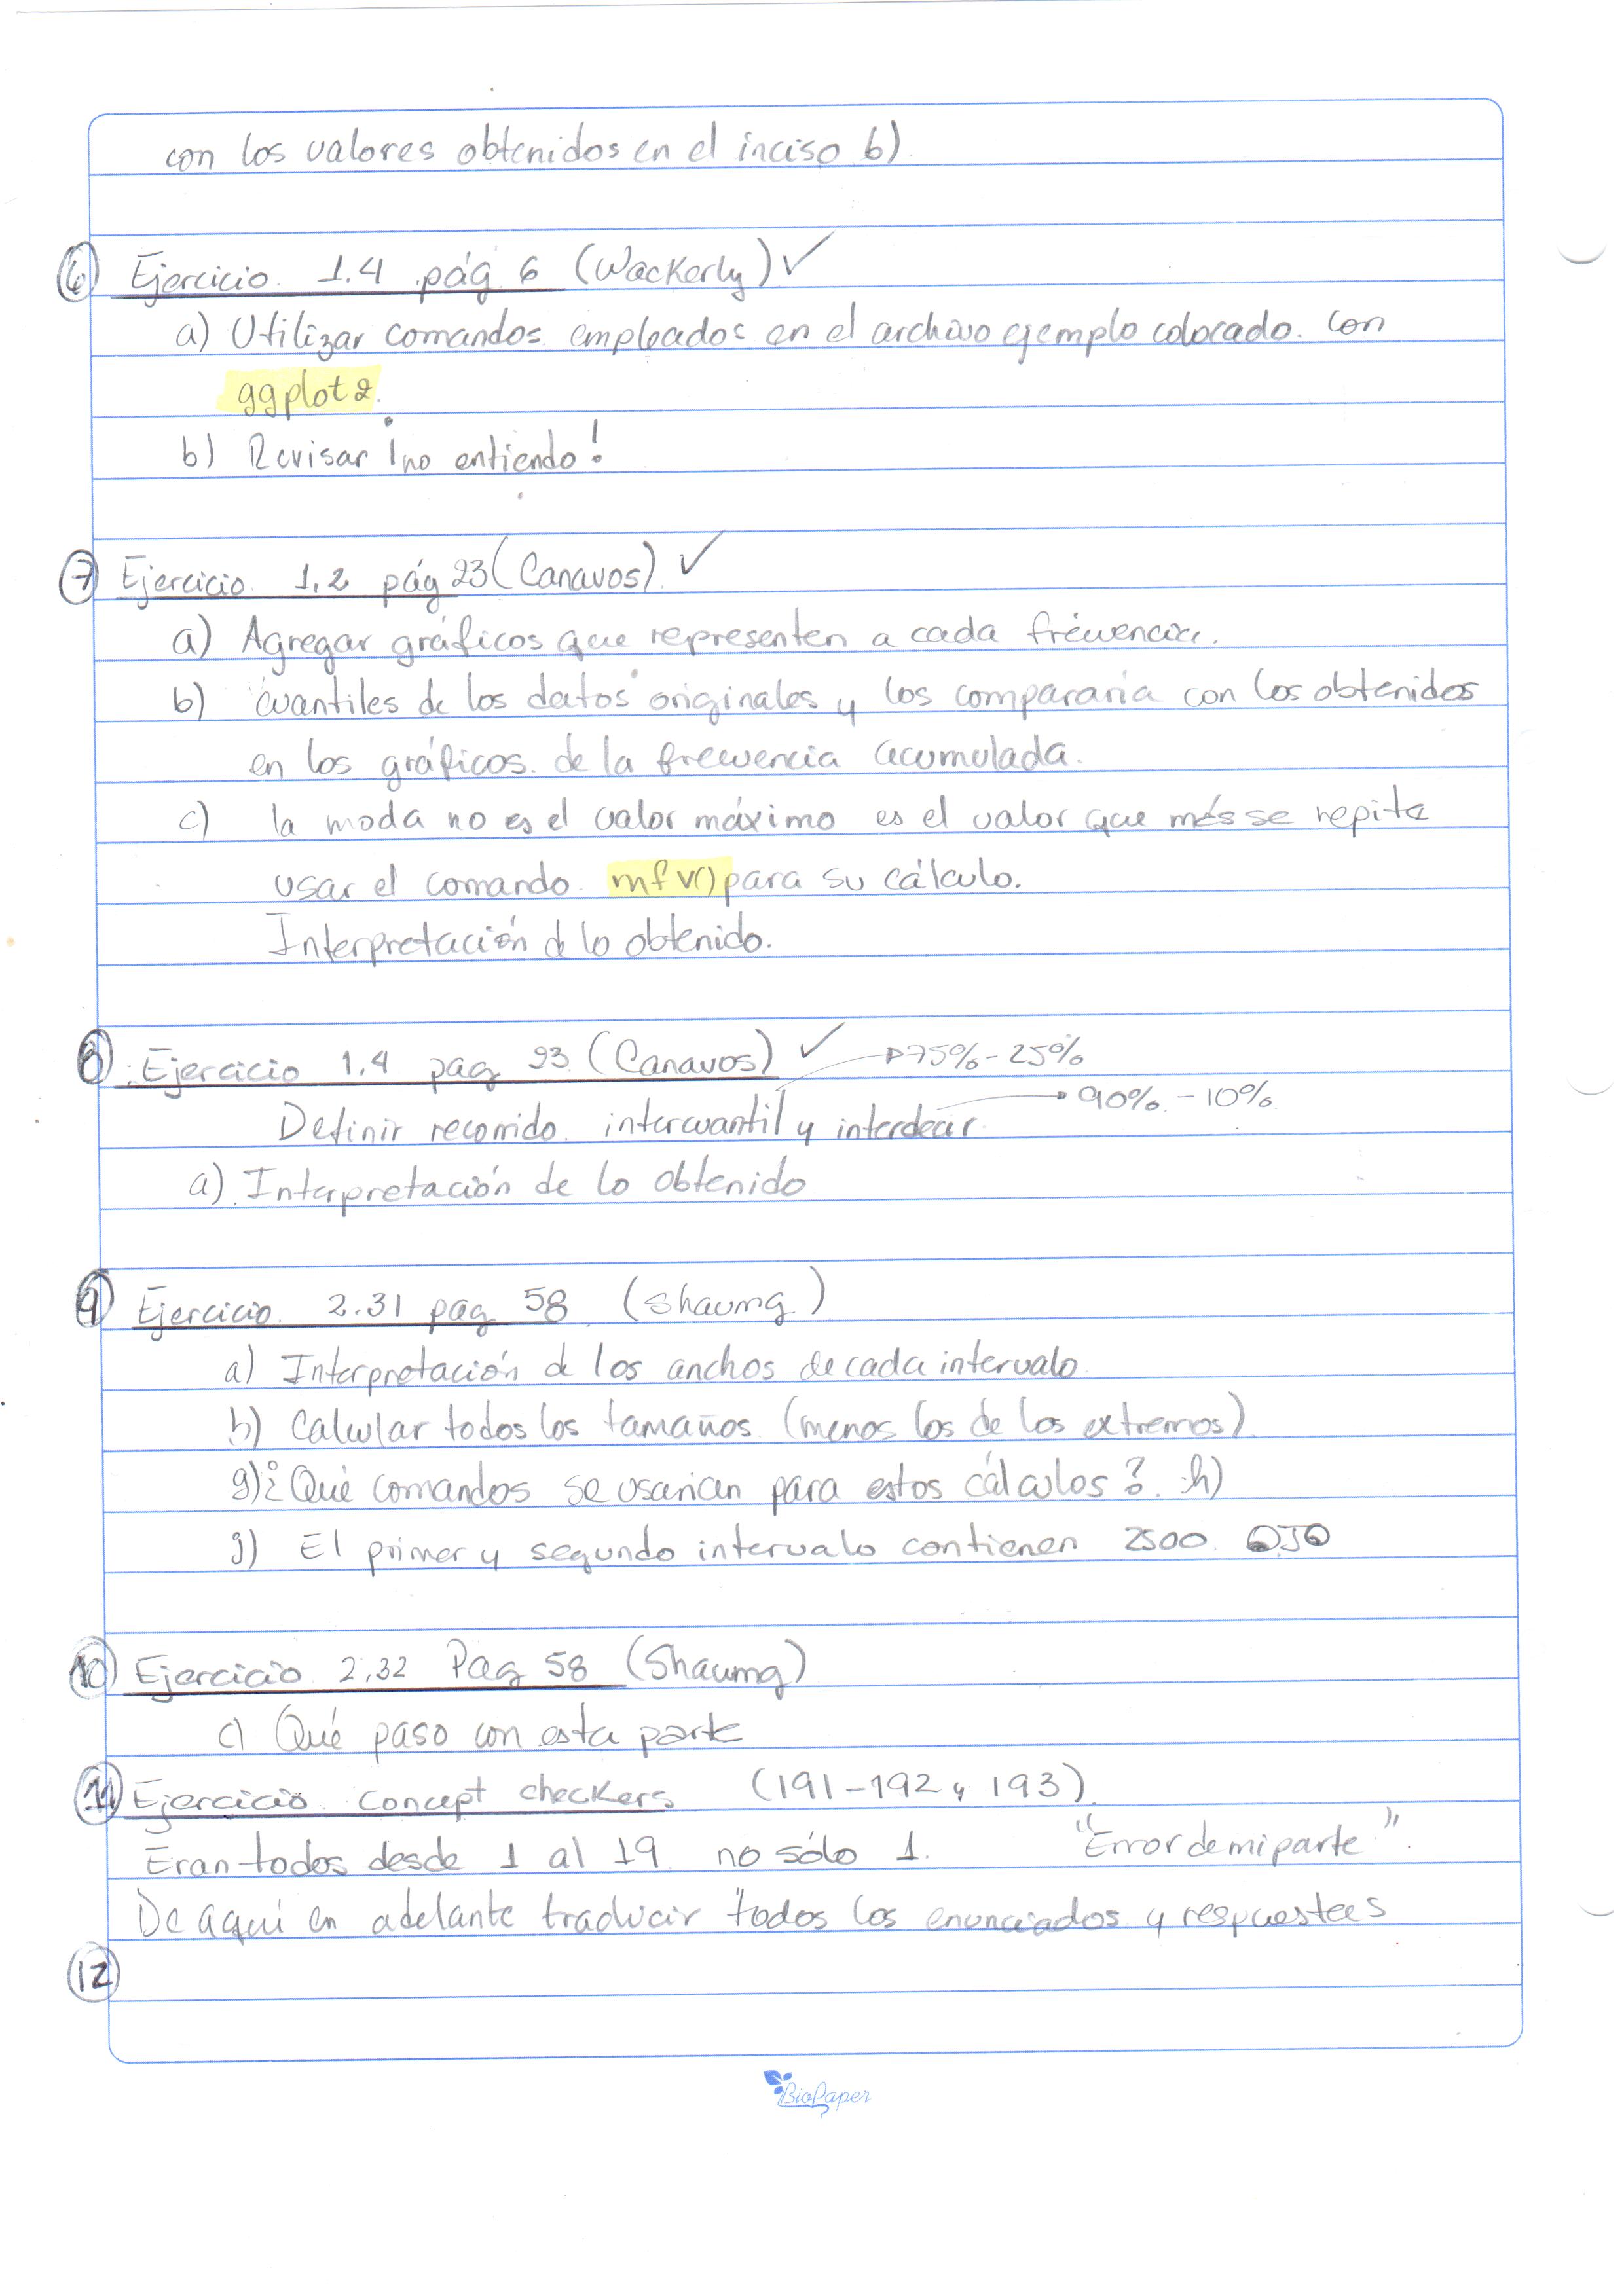 con los valores obtenidos en el inciso b)
6 Ejercicio 1.4 pág 6 (Wackerly) ✓
a) Utilizar comandos empleados en el archivo ejemplo colocado con
ggplot2.
b) Revisar ¡no entiendo!
7 Ejercicio 1.2 pág 23 (Canavos) ✓
a) Agregar gráficos que representen a cada frecuencia.
b) cuantiles de los datos originales y los compararía con los obtenidos
en los gráficos de la frecuencia acumulada.
c) la moda no es el valor máximo es el valor que más se repite
usar el comando mfv() para su cálculo.
Interpretación d lo obtenido.
8 Ejercicio 1.4 pag 23 (Canavos) ✓ → 75% - 25%
→ 90% - 10%
Definir recorrido intercuantil y interdecir
a) Interpretación de lo obtenido
9 Ejercicio 2.31 pag 58 (Shaumg)
a) Interpretación d los anchos de cada intervalo
h) Calcular todos los tamaños (menos los de los extremos)
g) ¿Qué comandos se usarían para estos cálculos? h)
j) El primer y segundo intervalo contienen 2500 OJO
10 Ejercicio 2.32 Pag 58 (Shaumg)
c) Qué paso con esta parte
11 Ejercicio concept checkers (191-192 y 193)
Eran todos desde 1 al 19 no sólo 1. "Error de mi parte".
De aquí en adelante traducir todos los enunciados y respuestas
12
BioPaper